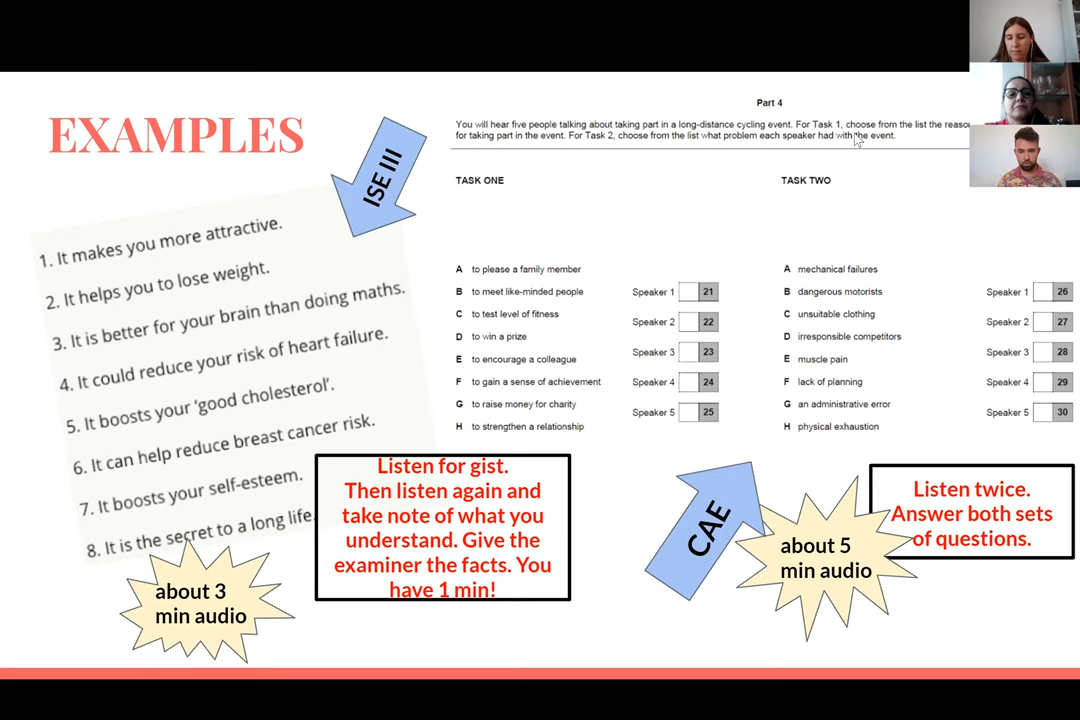 EXAMPLES
ISE III
1. It makes you more attractive.
2. It helps you to lose weight.
3. It is better for your brain than doing maths.
4. It could reduce your risk of heart failure.
5. It boosts your 'good cholesterol'.
6. It can help reduce breast cancer risk.
7. It boosts your self-esteem.
8. It is the secret to a long life.
about 3
min audio
Listen for gist.
Then listen again and
take note of what you
understand. Give the
examiner the facts. You
have 1 min!
Part 4
You will hear five people talking about taking part in a long-distance cycling event. For Task 1, choose from the list the
for taking part in the event. For Task 2, choose from the list what problem each speaker had with the event.
TASK ONE
A to please a family member
B to meet like-minded people
C to test level of fitness
D to win a prize
E to encourage a colleague
F to gain a sense of achievement
G to raise money for charity
H to strengthen a relationship
Speaker 1 21
Speaker 2 22
Speaker 3 23
Speaker 4 24
Speaker 5 25
TASK TWO
A mechanical failures
B dangerous motorists
C unsuitable clothing
D irresponsible competitors
E muscle pain
F lack of planning
G an administrative error
H physical exhaustion
Speaker 1 26
Speaker 2 27
Speaker 3 28
Speaker 4 29
Speaker 5 30
CAE
about 5
min audio
Listen twice.
Answer both sets
of questions.